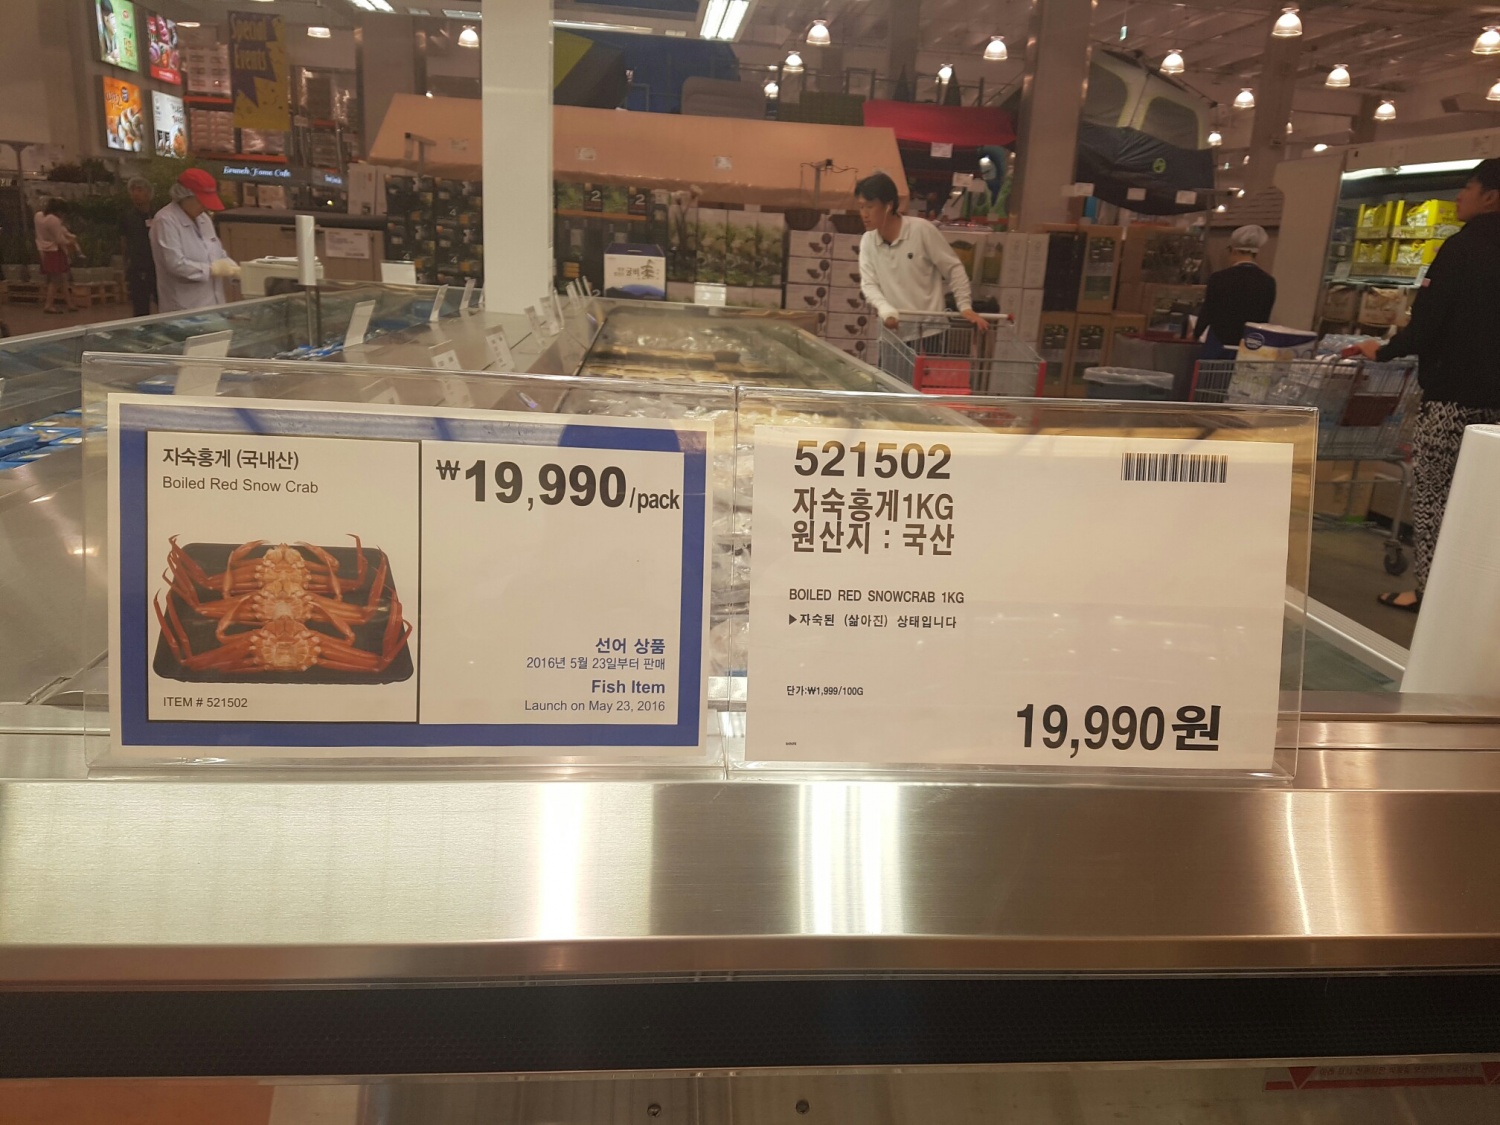 Special
Events
자숙홍게 (국내산)
Boiled Red Snow Crab
₩19,990/pack
선어 상품
2016년 5월 23일부터 판매
Fish Item
Launch on May 23, 2016
ITEM # 521502
521502
자숙홍게1KG
원산지 : 국산
BOILED RED SNOWCRAB 1KG
▶자숙된 (삶아진) 상태입니다
단가:₩1,999/100G
19,990원